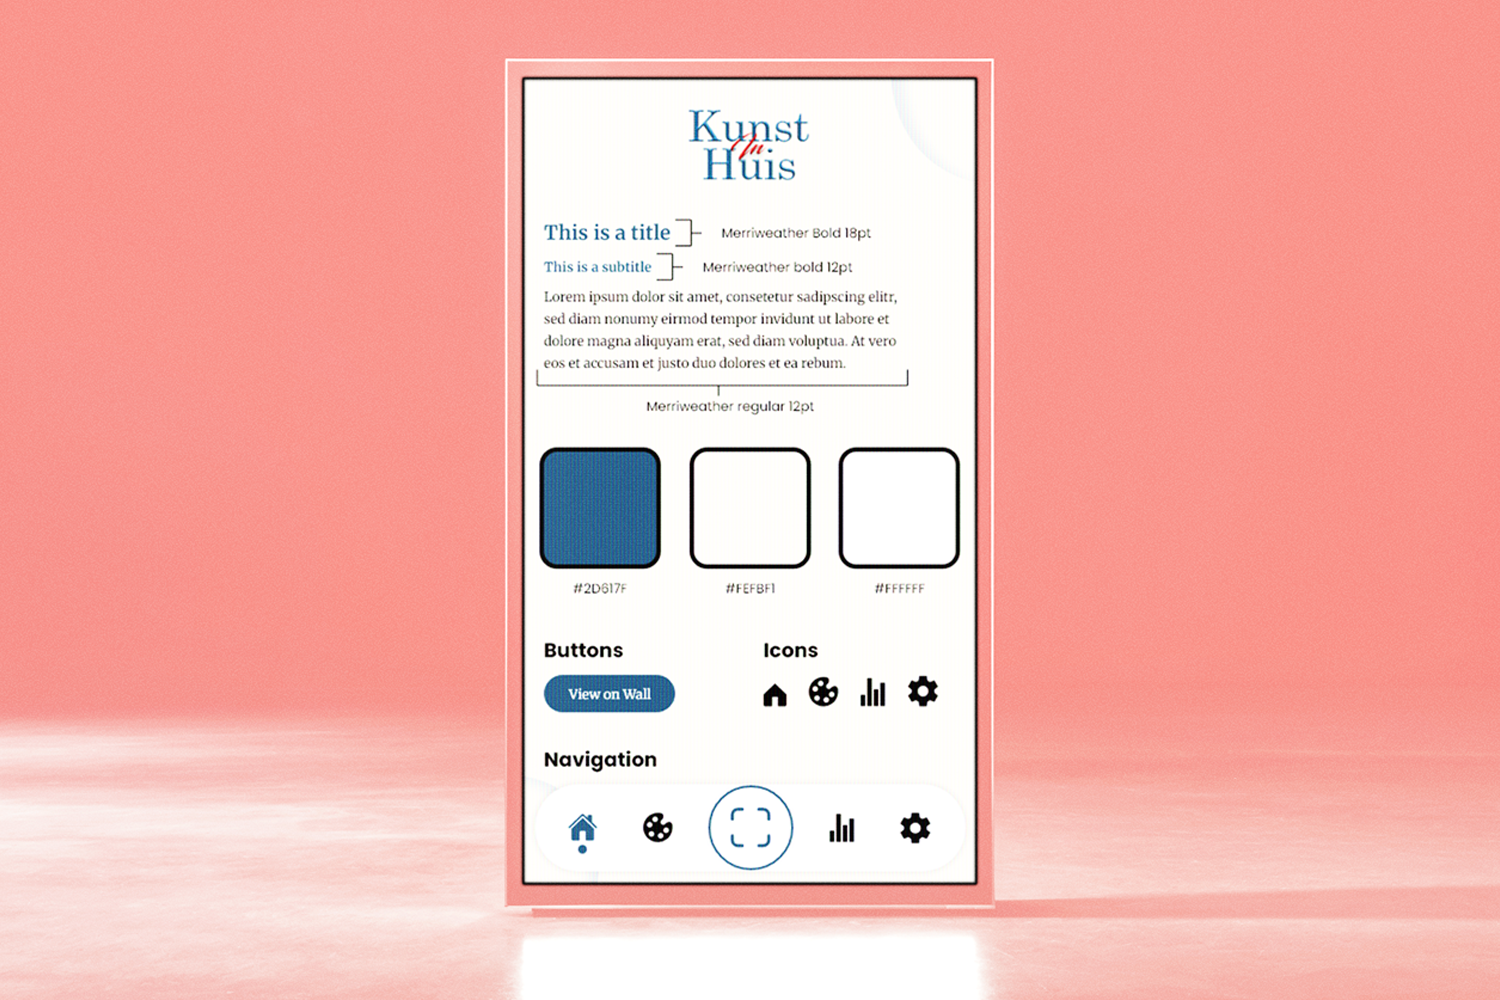 Kunst
In
Huis
This is a title
Merriweather Bold 18pt
This is a subtitle
Merriweather bold 12pt
Lorem ipsum dolor sit amet, consetetur sadipscing elitr,
sed diam nonumy eirmod tempor invidunt ut labore et
dolore magna aliquyam erat, sed diam voluptua. At vero
eos et accusam et justo duo dolores et ea rebum.
Merriweather regular 12pt
#2D617F
#FEFBF1
#FFFFFF
Buttons
Icons
View on Wall
Navigation